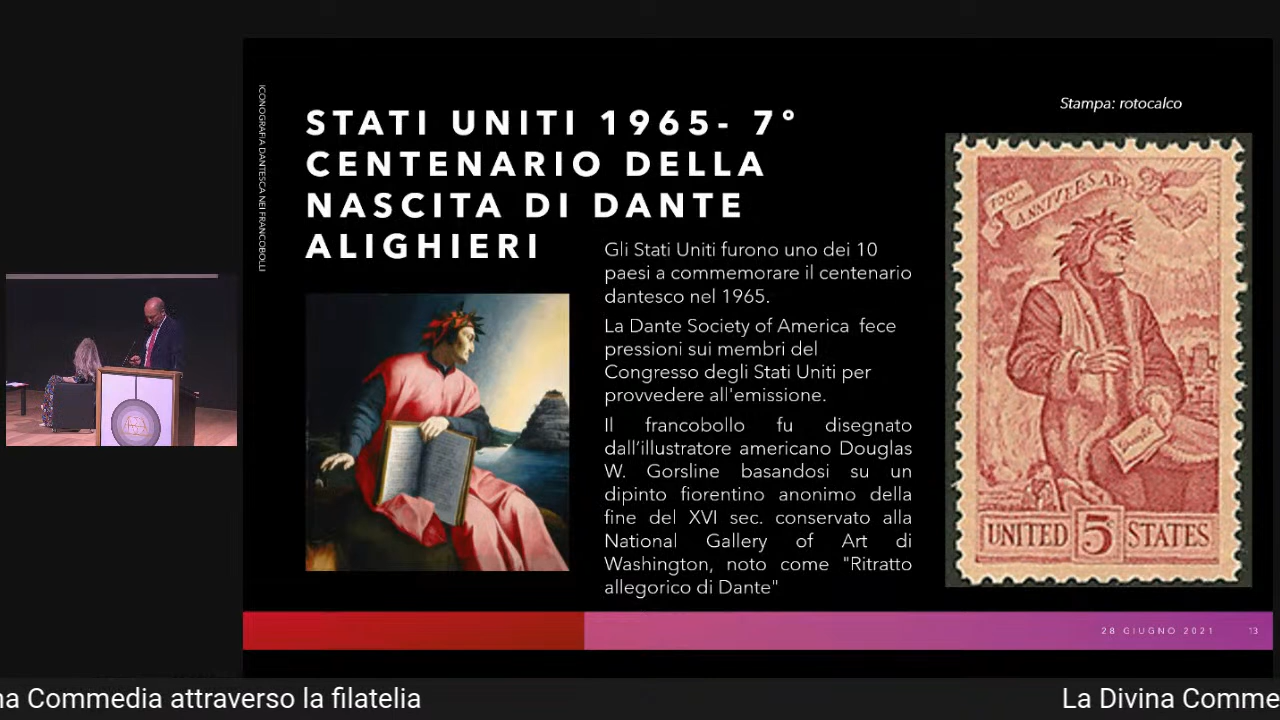 ICONOGRAFIA DANTESCA NEI FRANCOBOLLI
STATI UNITI 1965- 7°
CENTENARIO DELLA
NASCITA DI DANTE
ALIGHIERI
Gli Stati Uniti furono uno dei 10
paesi a commemorare il centenario
dantesco nel 1965.
La Dante Society of America fece
pressioni sui membri del
Congresso degli Stati Uniti per
provvedere all'emissione.
Il francobollo fu disegnato
dall'illustratore americano Douglas
W. Gorsline basandosi su un
dipinto fiorentino anonimo della
fine del XVI sec. conservato alla
National Gallery of Art di
Washington, noto come "Ritratto
allegorico di Dante"
Stampa: rotocalco
700th ANNIVERSARY
UNITED 5c STATES
28 GIUGNO 2021 13
na Commedia attraverso la filatelia
La Divina Comme